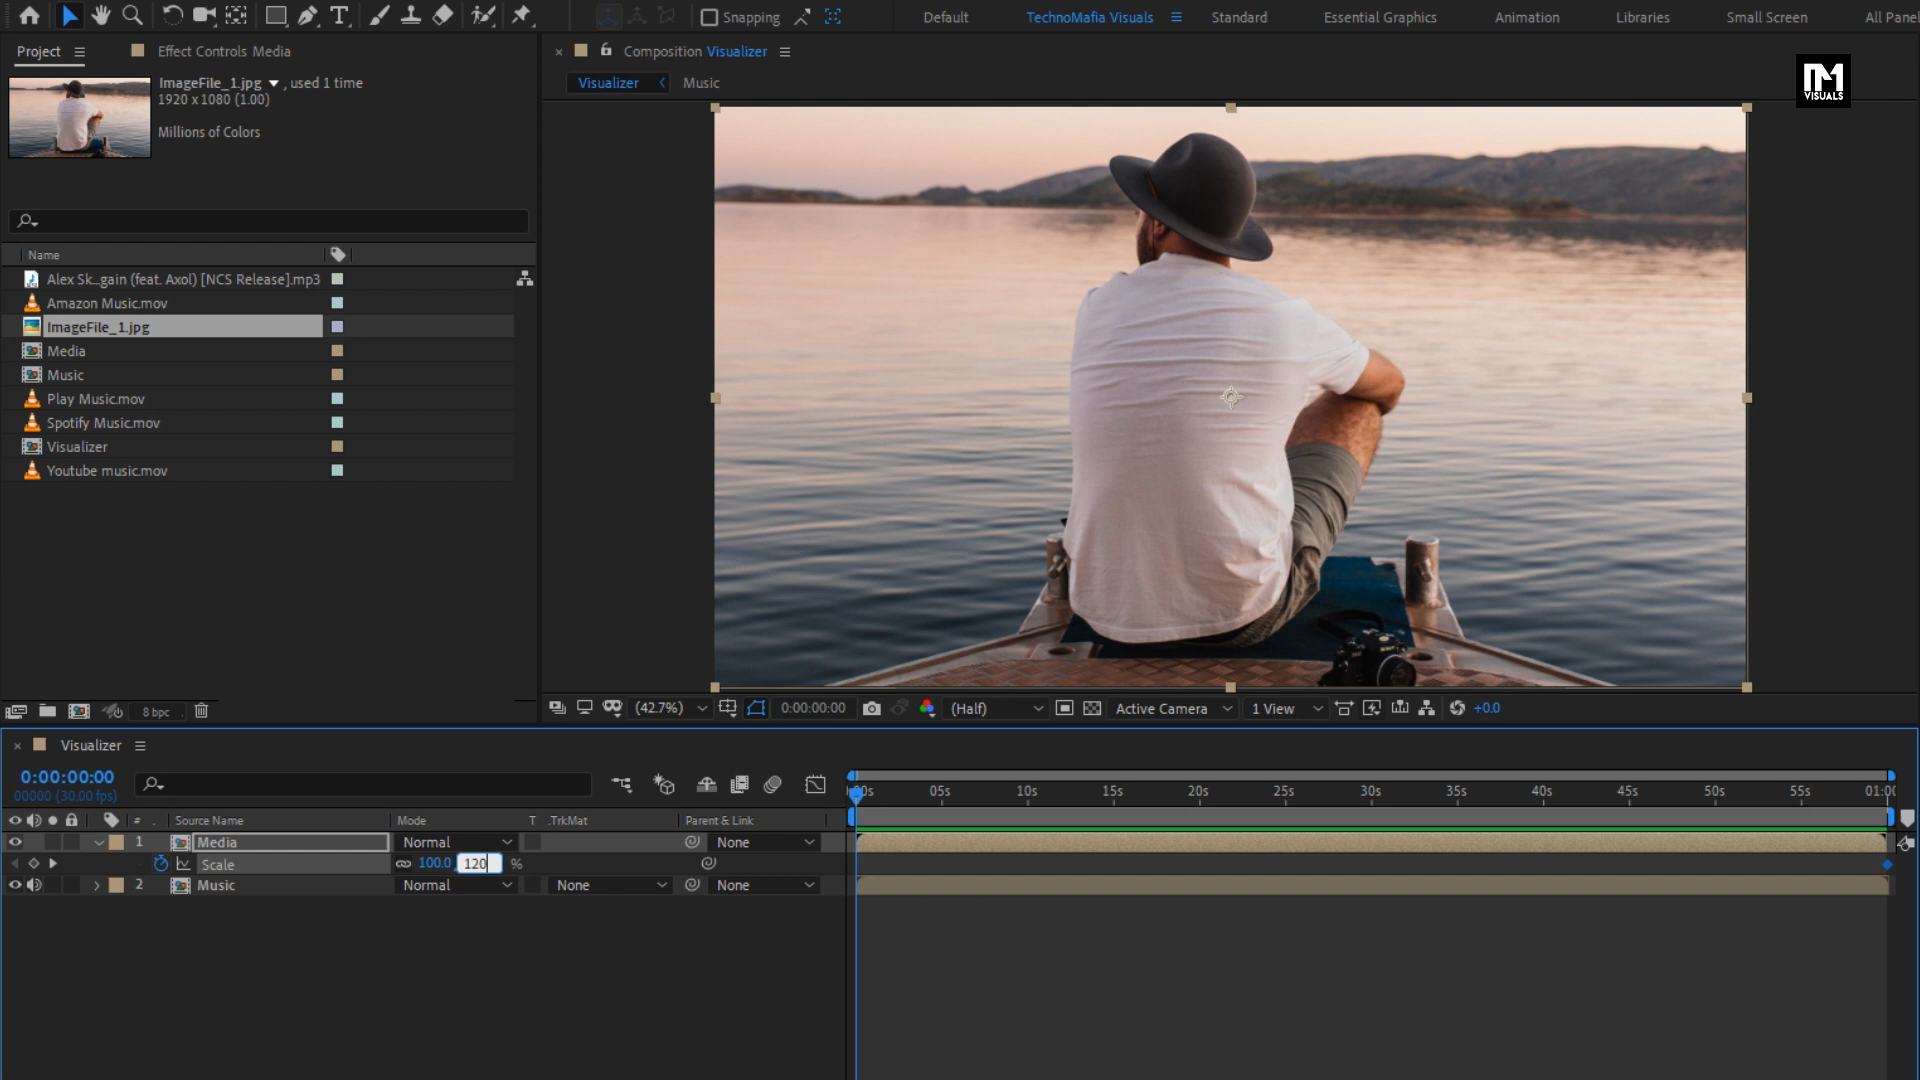 Snapping
Default
TechnoMafia Visuals
Standard
Essential Graphics
Animation
Libraries
Small Screen
All Pane
Project
Effect Controls Media
Composition Visualizer
Visualizer
Music
VISUALS
ImageFile_1.jpg , used 1 time
1920 x 1080 (1.00)
Millions of Colors
Name
Alex Sk...gain (feat. Axol) [NCS Release].mp3
Amazon Music.mov
ImageFile_1.jpg
Media
Music
Play Music.mov
Spotify Music.mov
Visualizer
Youtube music.mov
8 bpc
(42.7%)
0:00:00:00
(Half)
Active Camera
1 View
+0.0
Visualizer
0:00:00:00
00000 (30.00 fps)
05s
10s
15s
20s
25s
30s
35s
40s
45s
50s
55s
01:00
# Source Name Mode T .TrkMat Parent & Link
1 Media Normal None
Scale 100.0, 120 %
2 Music Normal None None